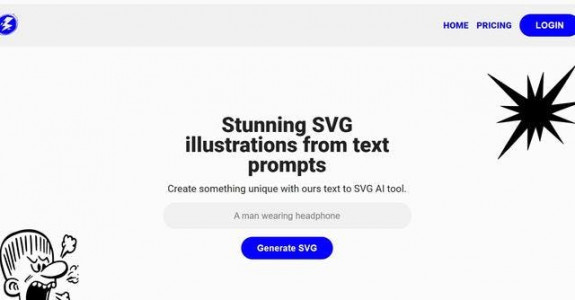 HOME PRICING LOGIN
Stunning SVG
illustrations from text
prompts
Create something unique with ours text to SVG AI tool.
A man wearing headphone
Generate SVG